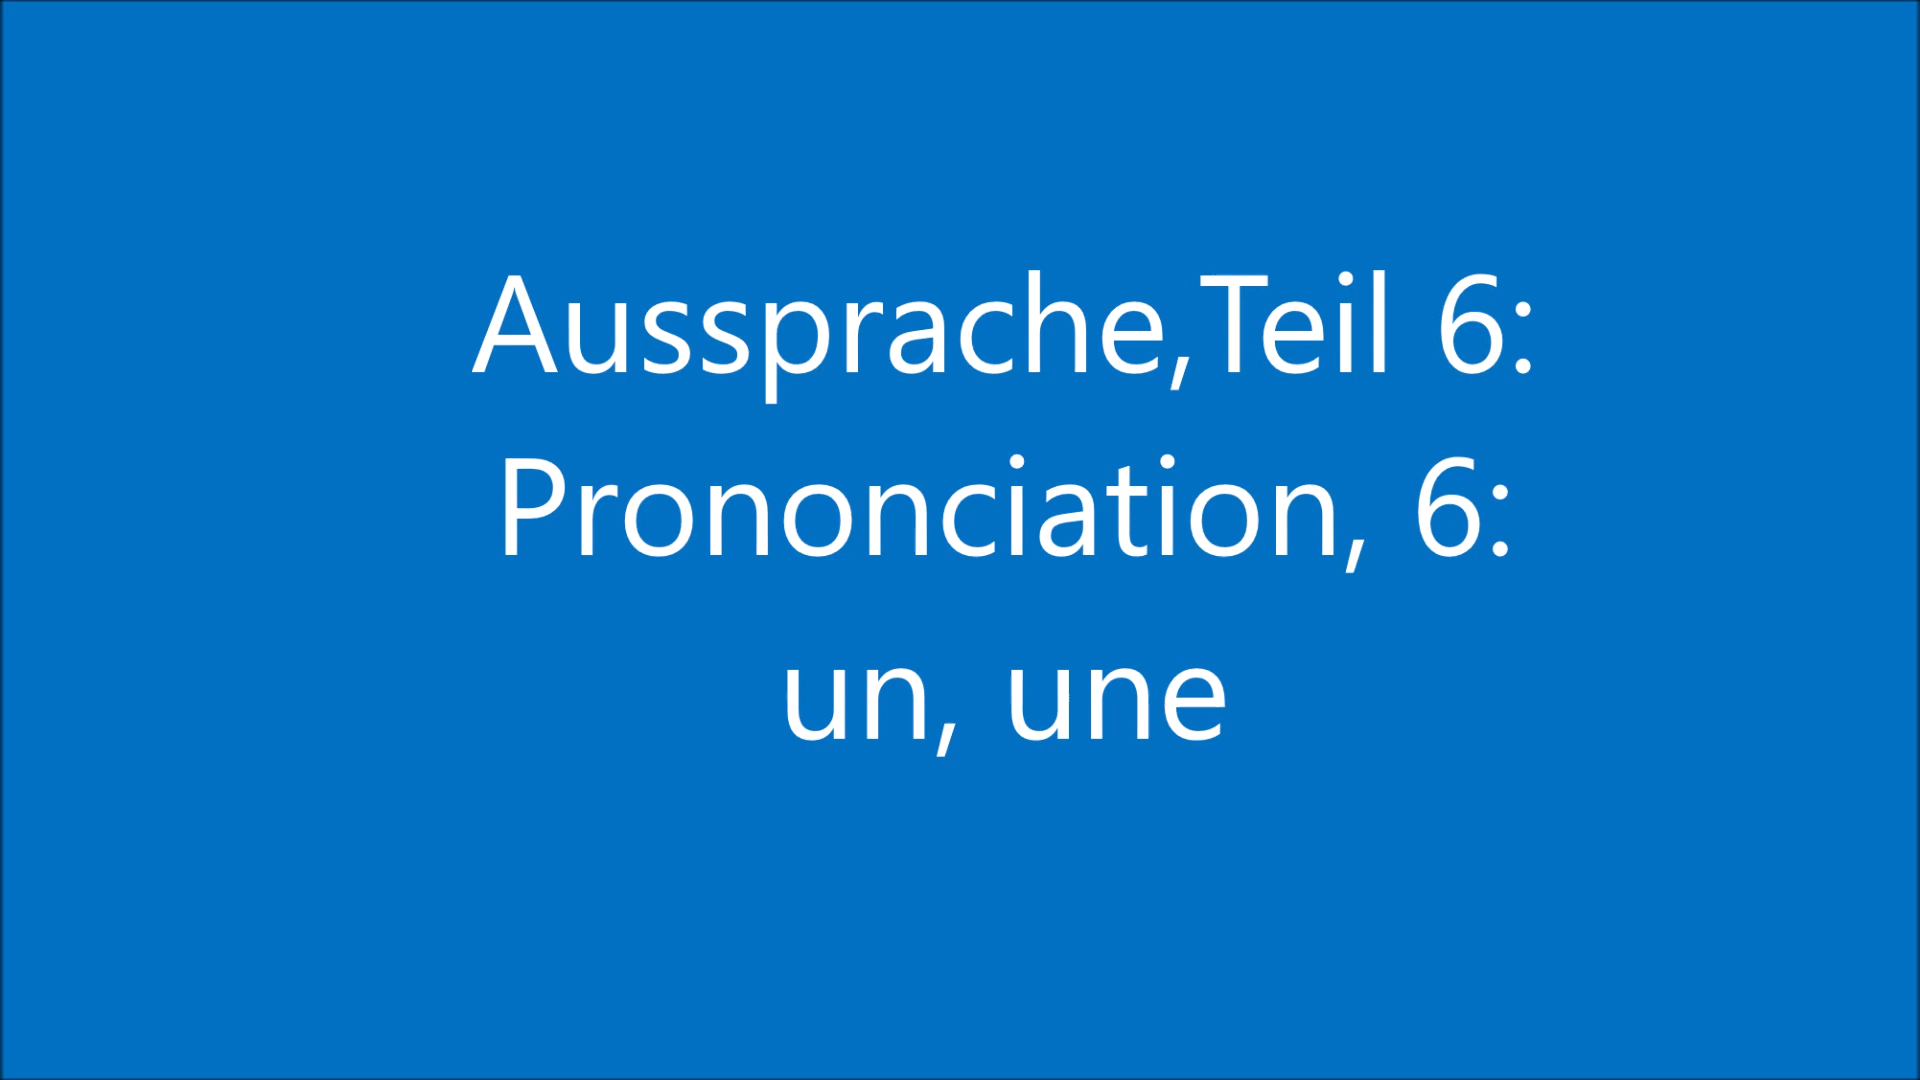 Aussprache,Teil 6:
Prononciation, 6:
un, une